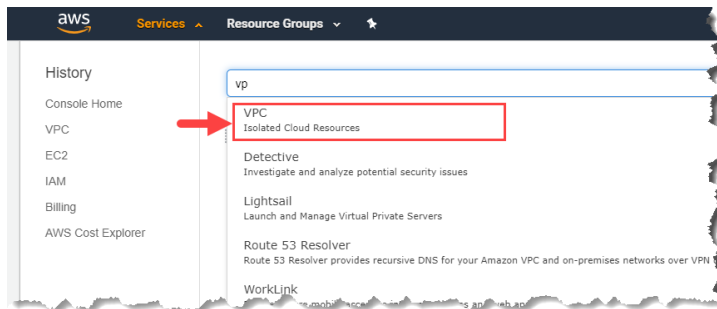 aws Services Resource Groups
History
Console Home
VPC
EC2
IAM
Billing
AWS Cost Explorer
vp
VPC
Isolated Cloud Resources
Detective
Investigate and analyze potential security issues
Lightsail
Launch and Manage Virtual Private Servers
Route 53 Resolver
Route 53 Resolver provides recursive DNS for your Amazon VPC and on-premises networks over VPN
WorkLink